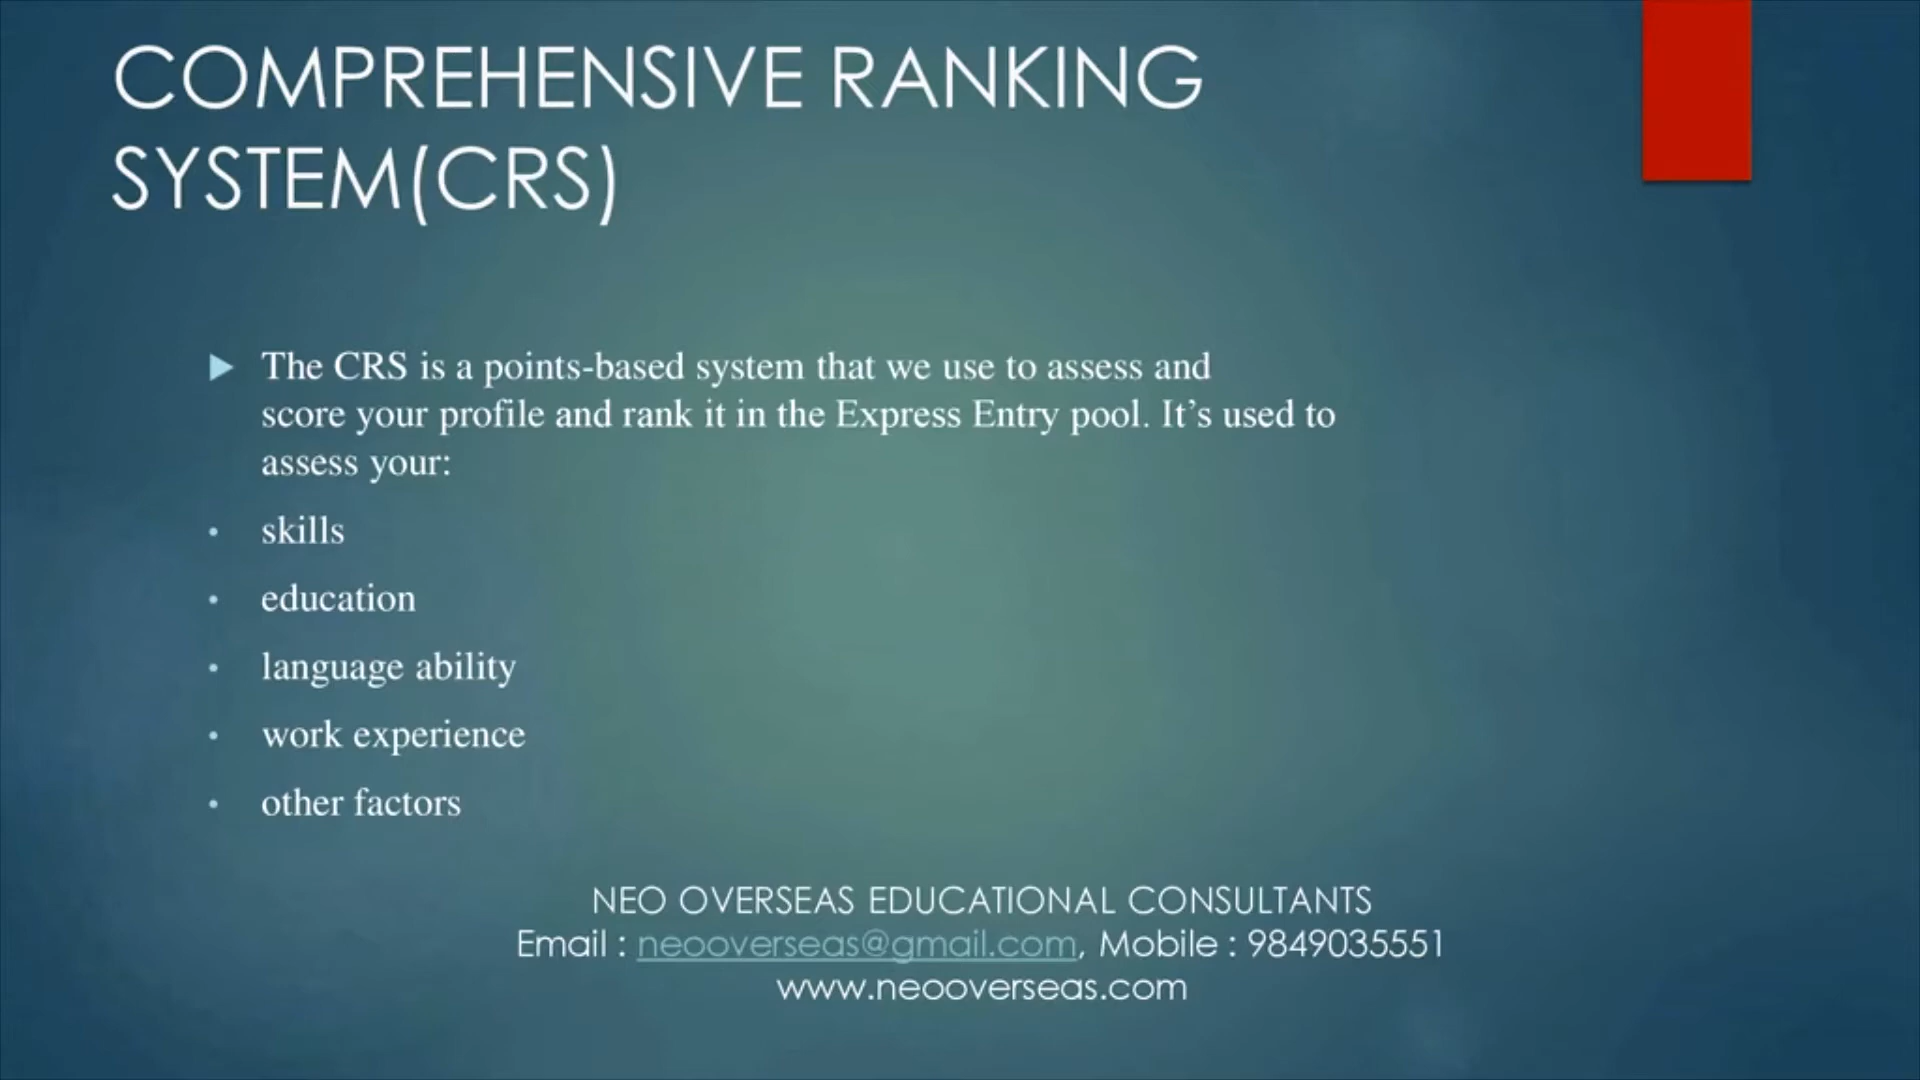 COMPREHENSIVE RANKING
SYSTEM(CRS)
The CRS is a points-based system that we use to assess and
score your profile and rank it in the Express Entry pool. It’s used to
assess your:
skills
education
language ability
work experience
other factors
NEO OVERSEAS EDUCATIONAL CONSULTANTS
Email : neooverseas@gmail.com, Mobile : 9849035551
www.neooverseas.com